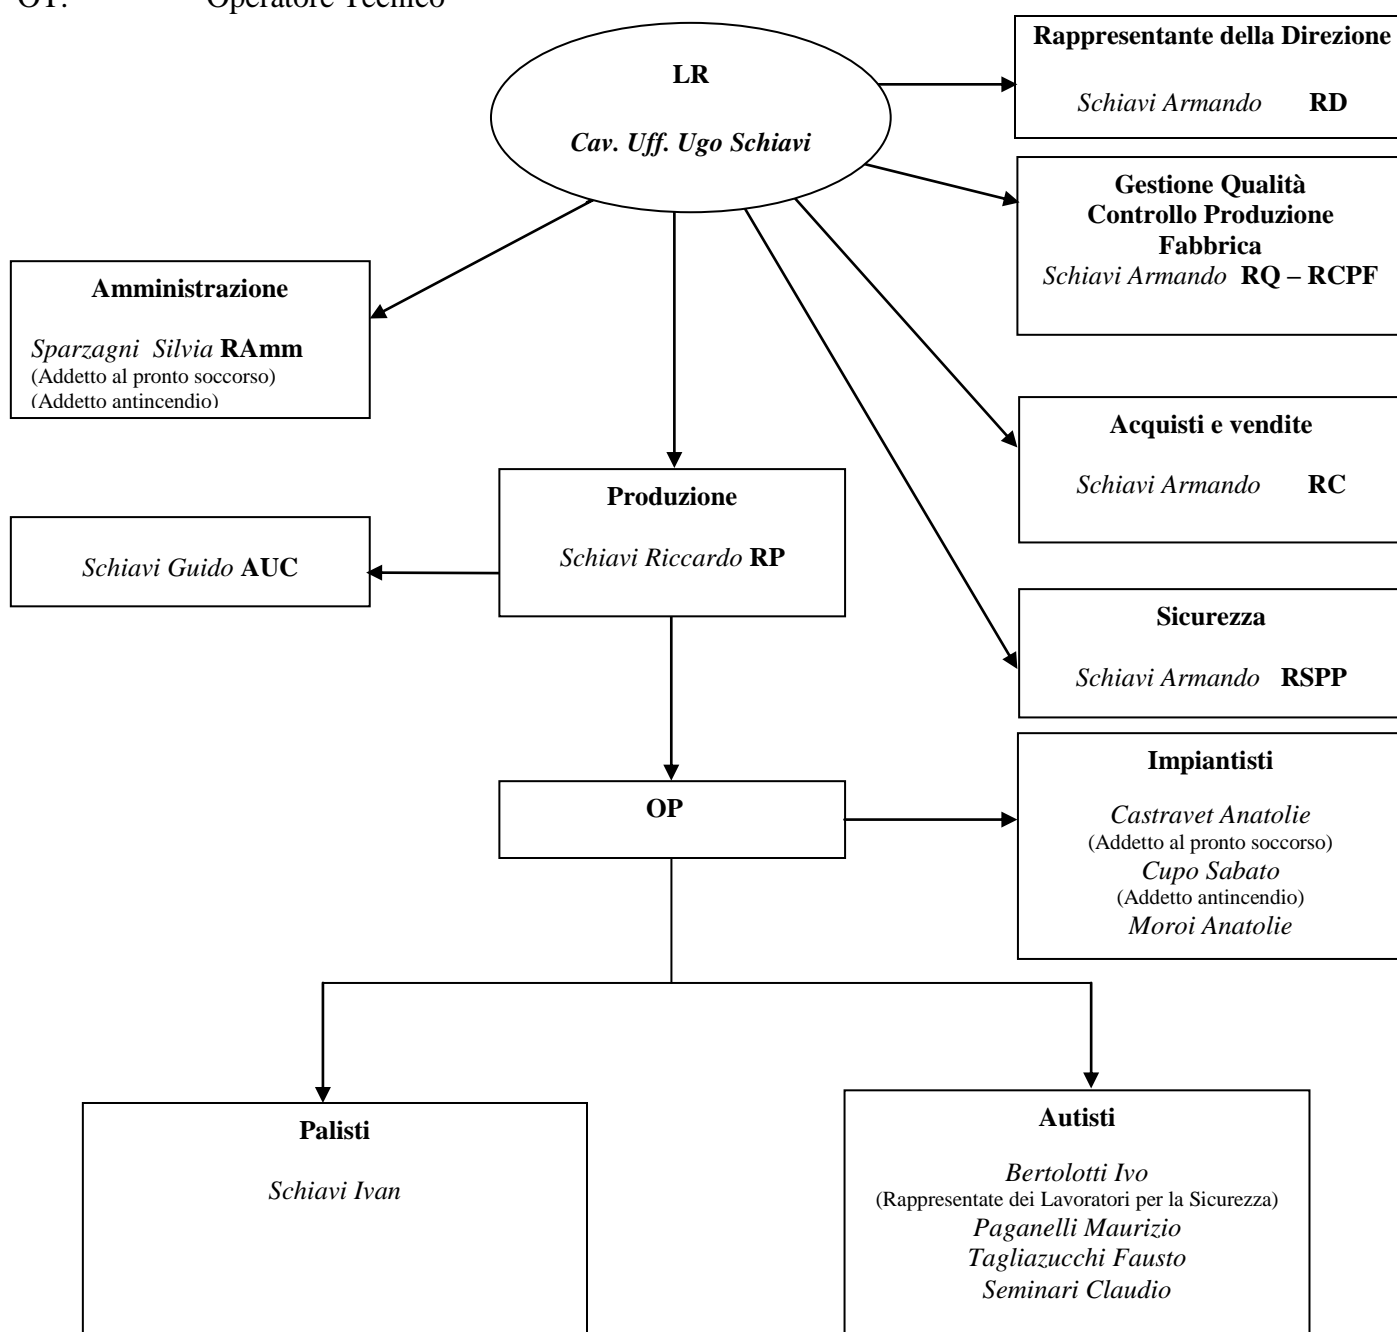 OT: Operatore Tecnico
LR
Cav. Uff. Ugo Schiavi
Rappresentante della Direzione
Schiavi Armando RD
Gestione Qualità
Controllo Produzione
Fabbrica
Schiavi Armando RQ – RCPF
Amministrazione
Sparzagni Silvia RAmm
(Addetto al pronto soccorso)
(Addetto antincendio)
Acquisti e vendite
Schiavi Armando RC
Produzione
Schiavi Riccardo RP
Schiavi Guido AUC
Sicurezza
Schiavi Armando RSPP
OP
Impiantisti
Castravet Anatolie
(Addetto al pronto soccorso)
Cupo Sabato
(Addetto antincendio)
Moroi Anatolie
Palisti
Schiavi Ivan
Autisti
Bertolotti Ivo
(Rappresentate dei Lavoratori per la Sicurezza)
Paganelli Maurizio
Tagliazucchi Fausto
Seminari Claudio